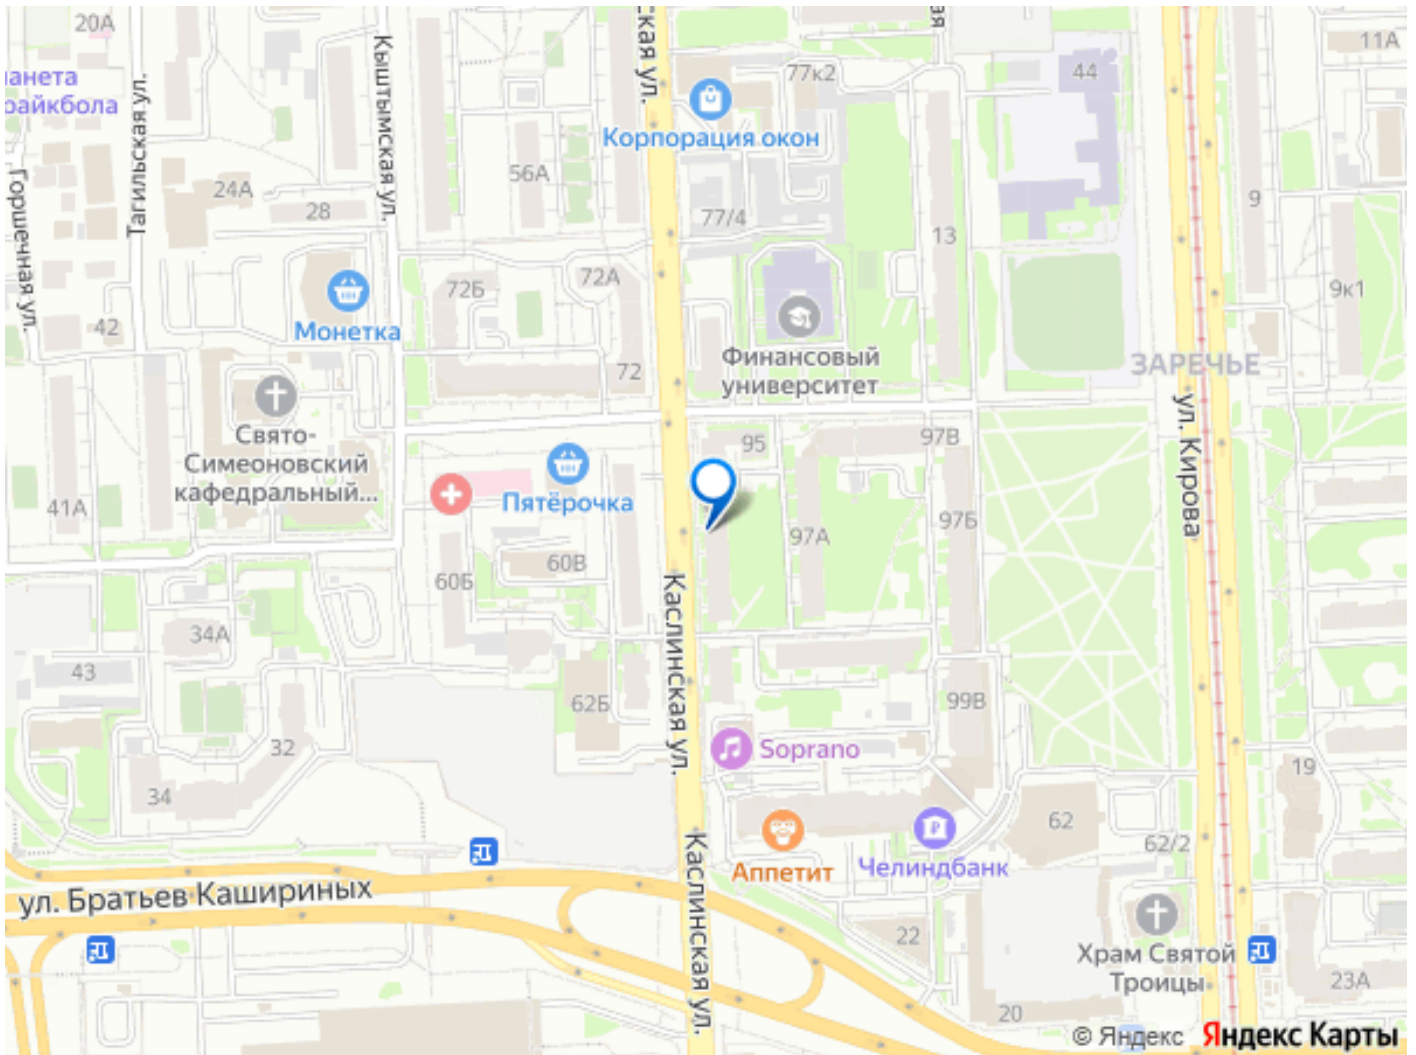 20А
анета
райкбола
Тагильская ул.
Кыштымская ул.
ская ул.
ая
77к2
44
11А
Корпорация окон
56А
24А
28
Горшечная ул.
77/4
13
9
72Б
72А
9к1
Монетка
42
Финансовый
университет
ЗАРЕЧЬЕ
72
ул. Кирова
Свято-
Симеоновский
кафедральный...
95
97В
41А
Пятёрочка
97А
97Б
60Б
60В
Каслинская ул.
34А
43
62Б
99В
32
Soprano
19
34
62
62/2
Аппетит
Челиндбанк
Каслинская ул.
ул. Братьев Кашириных
22
Храм Святой
Троицы
23А
20
© Яндекс Яндекс Карты